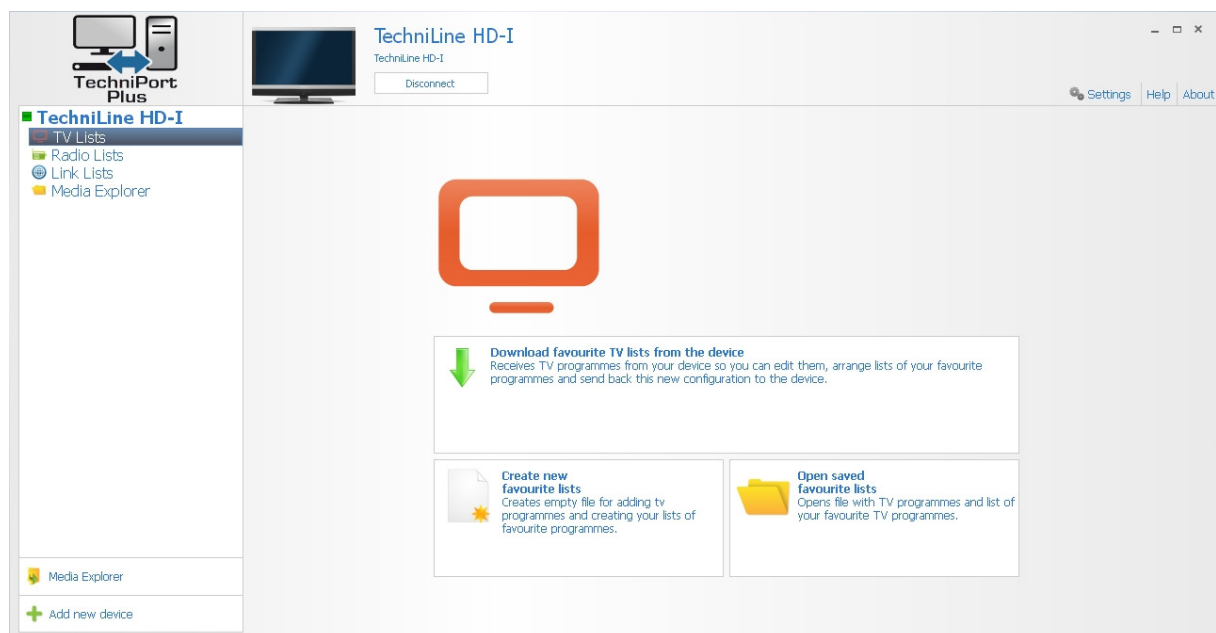 TechniPort
Plus
TechniLine HD-I
TechniLine HD-I
Disconnect
Settings
Help
About
TechniLine HD-I
TV Lists
Radio Lists
Link Lists
Media Explorer
Download favourite TV lists from the device
Receives TV programmes from your device so you can edit them, arrange lists of your favourite
programmes and send back this new configuration to the device.
Create new
favourite lists
Creates empty file for adding tv
programmes and creating your lists of
favourite programmes.
Open saved
favourite lists
Opens file with TV programmes and list of
your favourite TV programmes.
Media Explorer
Add new device